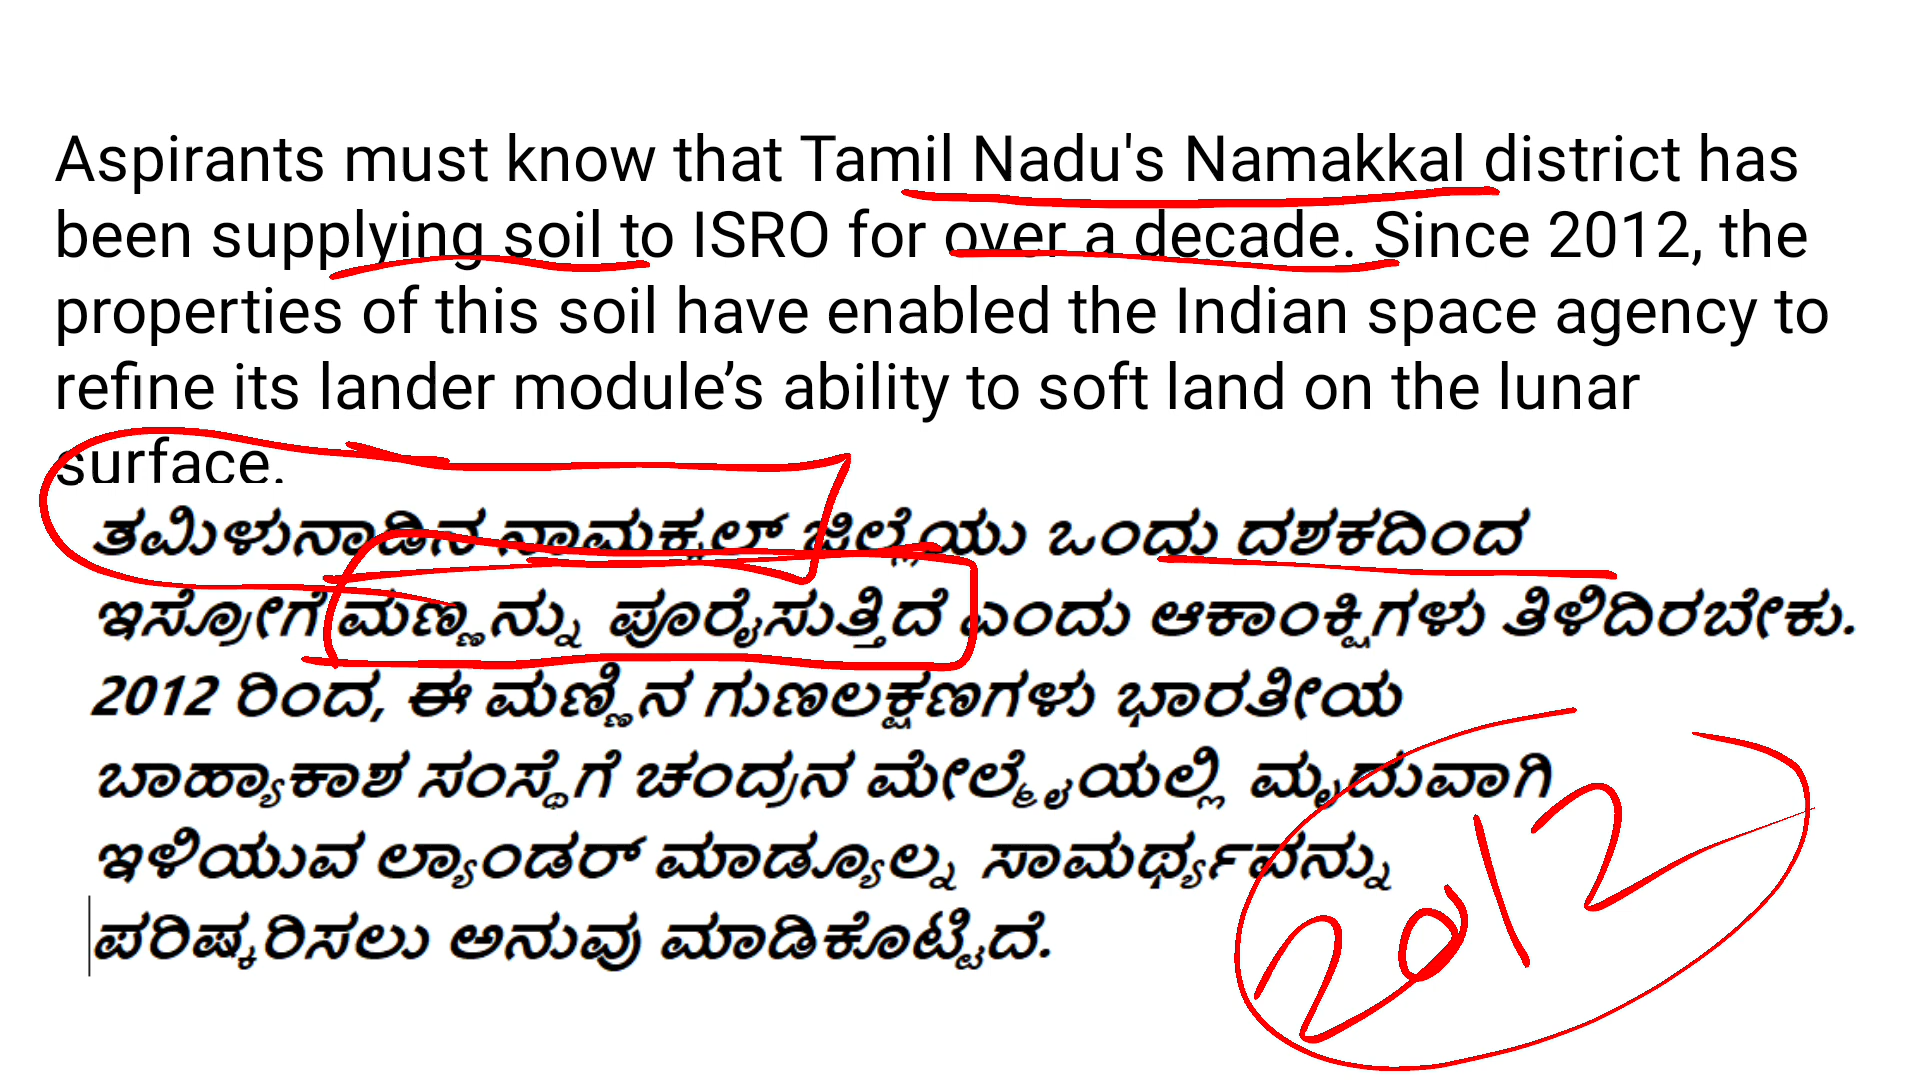 Aspirants must know that Tamil Nadu's Namakkal district has
been supplying soil to ISRO for over a decade. Since 2012, the
properties of this soil have enabled the Indian space agency to
refine its lander module’s ability to soft land on the lunar
surface.
ತಮಿಳುನಾಡಿನ ನಾಮಕ್ಕಲ್ ಜಿಲ್ಲೆಯು ಒಂದು ದಶಕದಿಂದ
ಇಸ್ರೋಗೆ ಮಣ್ಣನ್ನು ಪೂರೈಸುತ್ತಿದೆ ಎಂದು ಆಕಾಂಕ್ಷಿಗಳು ತಿಳಿದಿರಬೇಕು.
2012 ರಿಂದ, ಈ ಮಣ್ಣಿನ ಗುಣಲಕ್ಷಣಗಳು ಭಾರತೀಯ
ಬಾಹ್ಯಾಕಾಶ ಸಂಸ್ಥೆಗೆ ಚಂದ್ರನ ಮೇಲ್ಮೈಯಲ್ಲಿ ಮೃದುವಾಗಿ
ಇಳಿಯುವ ಲ್ಯಾಂಡರ್ ಮಾಡ್ಯೂಲ್ನ ಸಾಮರ್ಥ್ಯವನ್ನು
ಪರಿಷ್ಕರಿಸಲು ಅನುವು ಮಾಡಿಕೊಟ್ಟಿದೆ.
2012